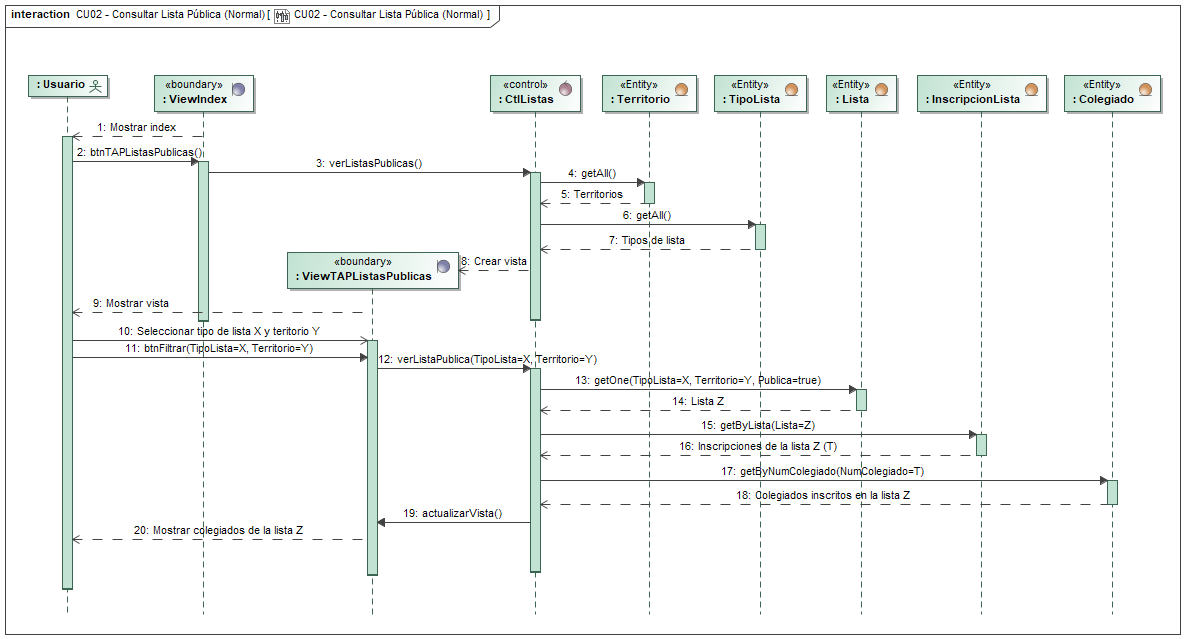 interaction CU02 - Consultar Lista Pública (Normal) [ CU02 - Consultar Lista Pública (Normal) ]
: Usuario
«boundary»
: ViewIndex
«control»
: CtlListas
«Entity»
: Territorio
«Entity»
: TipoLista
«Entity»
: Lista
«Entity»
: InscripcionLista
«Entity»
: Colegiado
1: Mostrar index
2: btnTAPListasPublicas()
3: verListasPublicas()
4: getAll()
5: Territorios
6: getAll()
7: Tipos de lista
«boundary»
: ViewTAPListasPublicas
8: Crear vista
9: Mostrar vista
10: Seleccionar tipo de lista X y teritorio Y
11: btnFiltrar(TipoLista=X, Territorio=Y)
12: verListaPublica(TipoLista=X, Territorio=Y)
13: getOne(TipoLista=X, Territorio=Y, Publica=true)
14: Lista Z
15: getByLista(Lista=Z)
16: Inscripciones de la lista Z (T)
17: getByNumColegiado(NumColegiado=T)
18: Colegiados inscritos en la lista Z
19: actualizarVista()
20: Mostrar colegiados de la lista Z